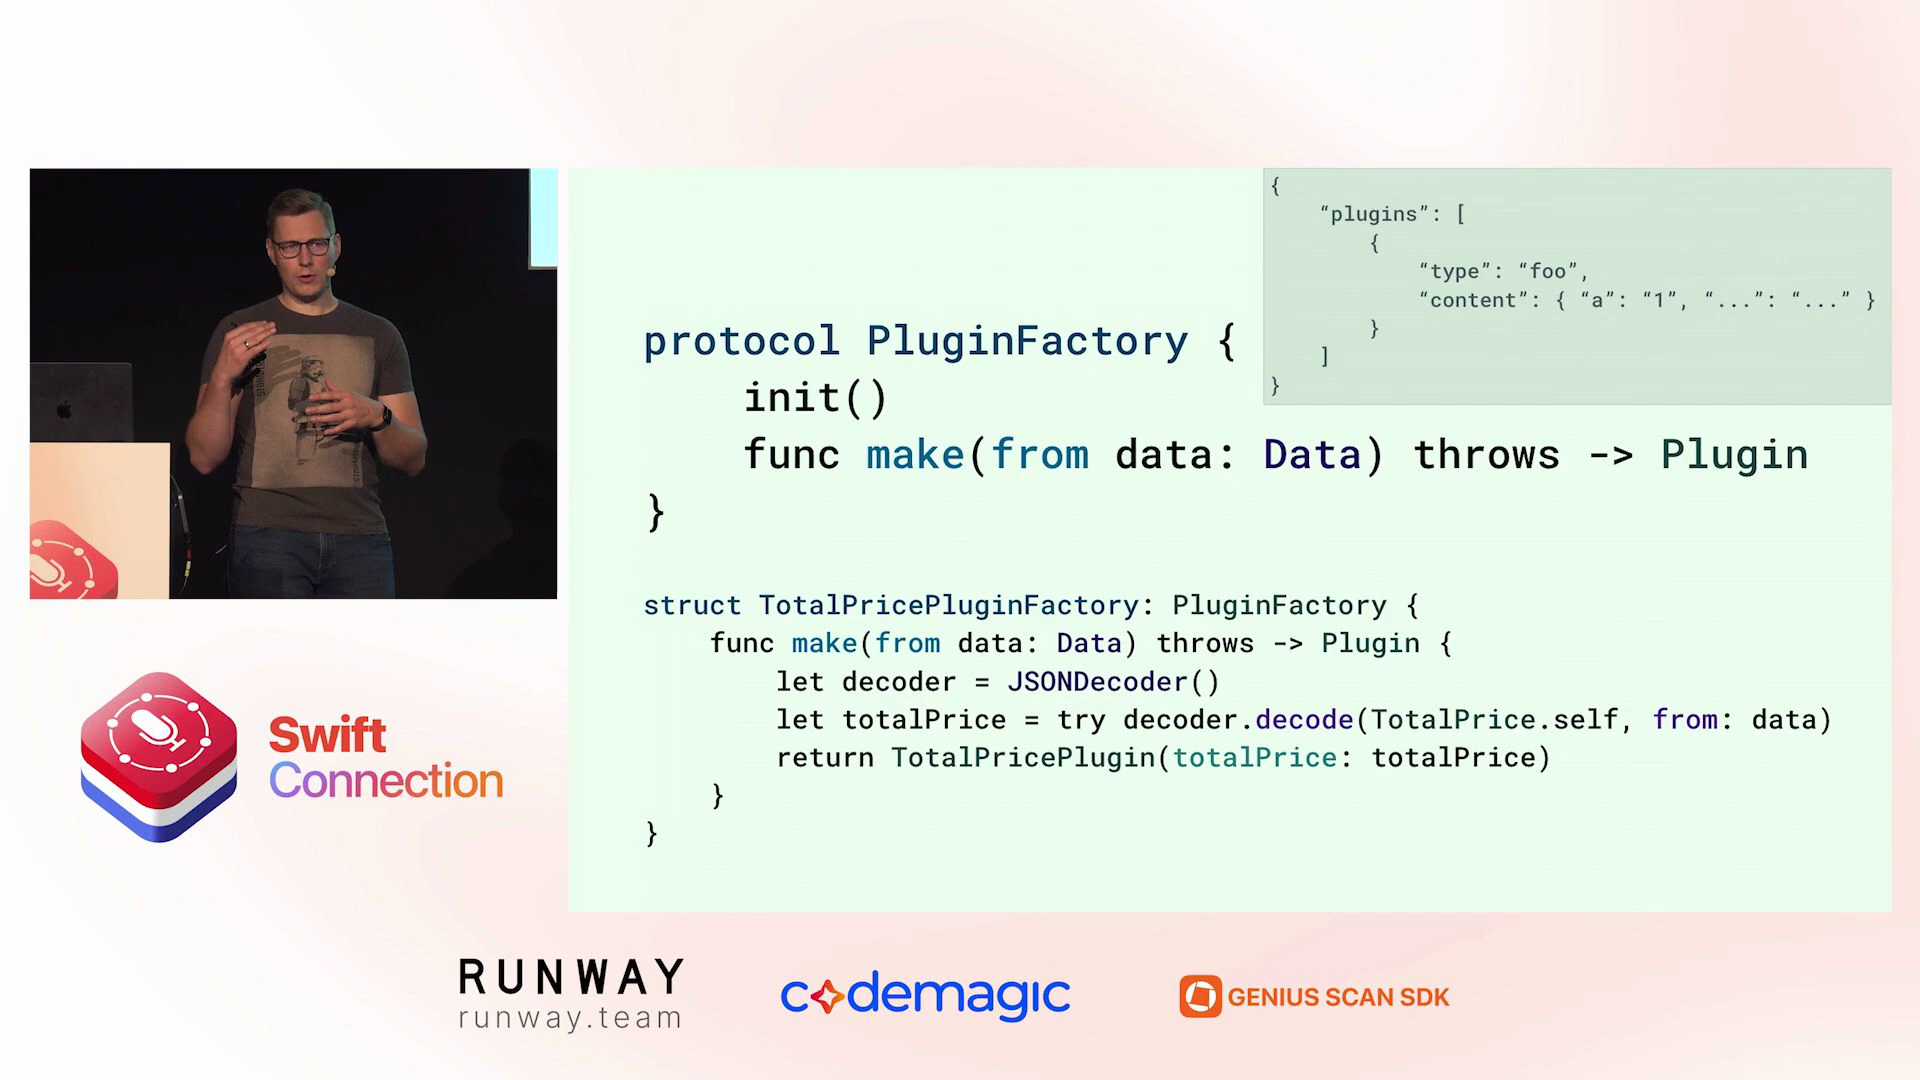 {
    “plugins”: [
        {
            “type”: “foo”,
            “content”: { “a”: “1”, “...”: “...” }
        }
    ]
}
protocol PluginFactory {
    init()
    func make(from data: Data) throws -> Plugin
}
struct TotalPricePluginFactory: PluginFactory {
    func make(from data: Data) throws -> Plugin {
        let decoder = JSONDecoder()
        let totalPrice = try decoder.decode(TotalPrice.self, from: data)
        return TotalPricePlugin(totalPrice: totalPrice)
    }
}
Swift
Connection
RUNWAY
runway.team
codemagic
GENIUS SCAN SDK